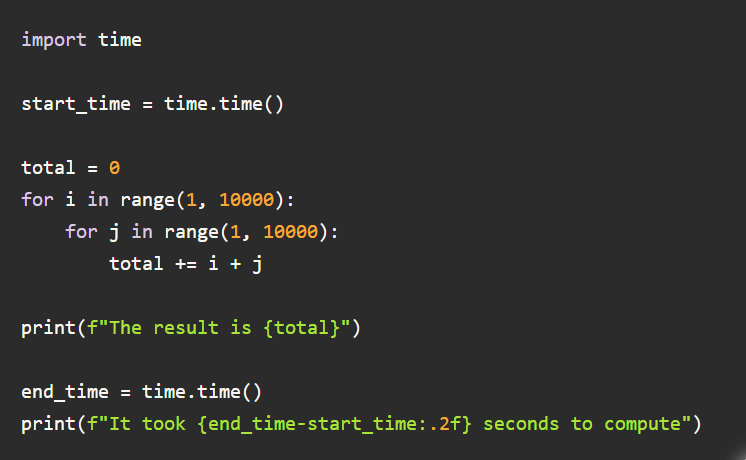 import time
start_time = time.time()
total = 0
for i in range(1, 10000):
    for j in range(1, 10000):
        total += i + j
print(f"The result is {total}")
end_time = time.time()
print(f"It took {end_time-start_time:.2f} seconds to compute")